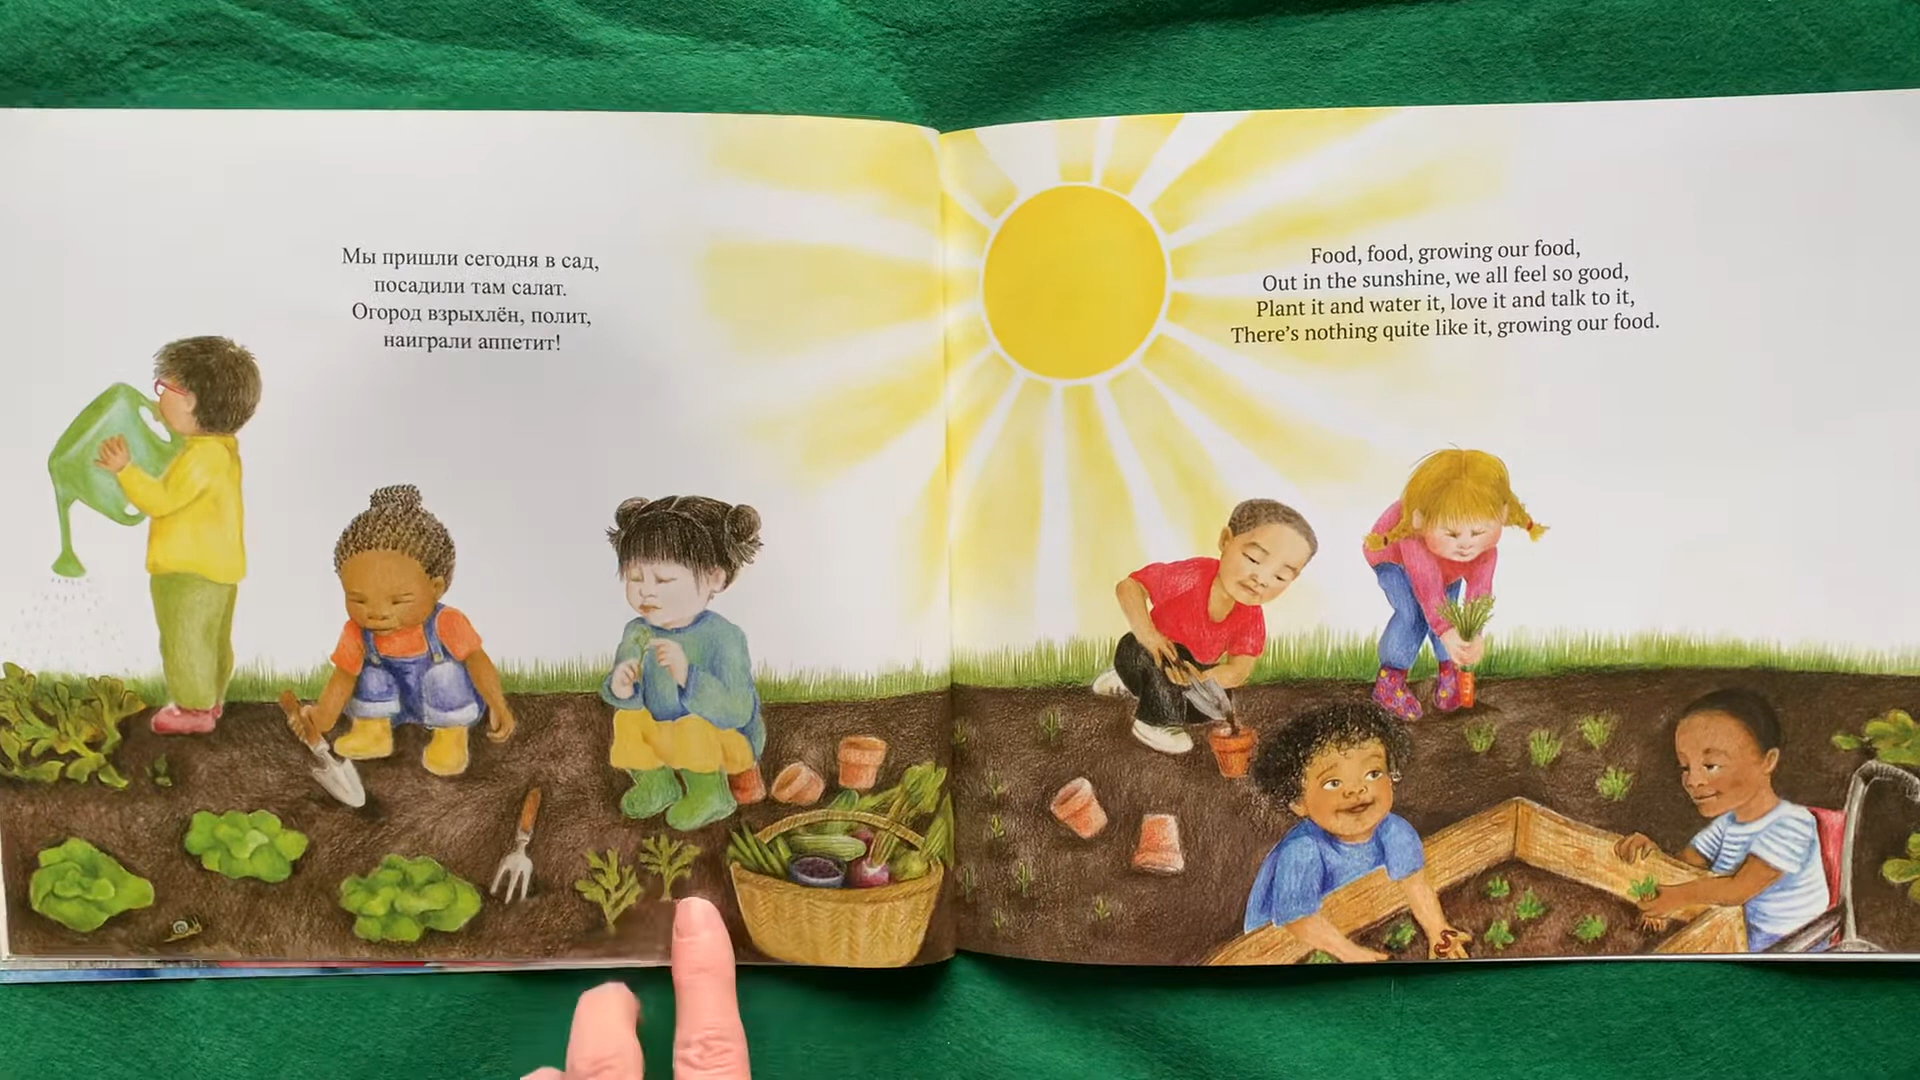 Мы пришли сегодня в сад,
посадили там салат.
Огород взрыхлён, полит,
наиграли аппетит!
Food, food, growing our food,
Out in the sunshine, we all feel so good,
Plant it and water it, love it and talk to it,
There's nothing quite like it, growing our food.